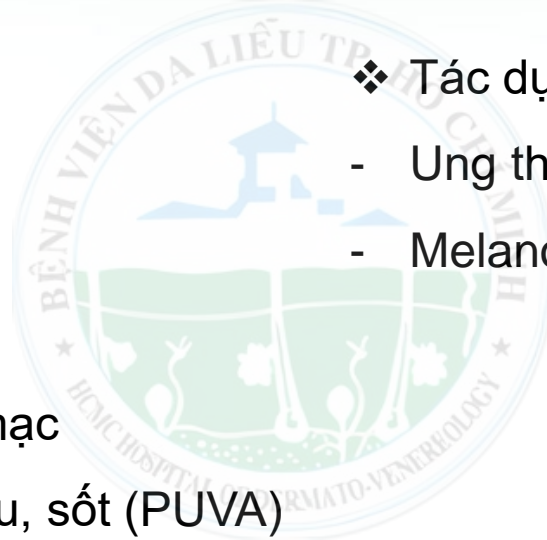 BỆNH VIỆN DA LIỄU TP. HỒ CHÍ MINH
❖ Tác dụ
- Ung th
- Melano
nạc
u, sốt (PUVA)
HCMC HOSPITAL OF DERMATO-VENEREOLOGY